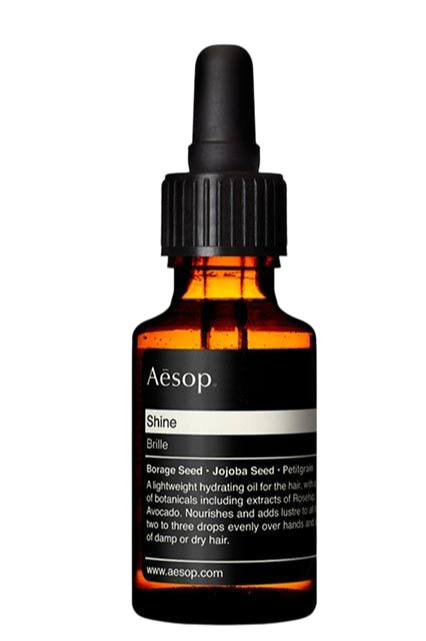 Aēsop®
Shine
Brille
Borage Seed · Jojoba Seed · Petitgrain
A lightweight hydrating oil for the hair, with
of botanicals including extracts of Rosehip
Avocado. Nourishes and adds lustre to all
two to three drops evenly over hands and
of damp or dry hair.
www.aesop.com